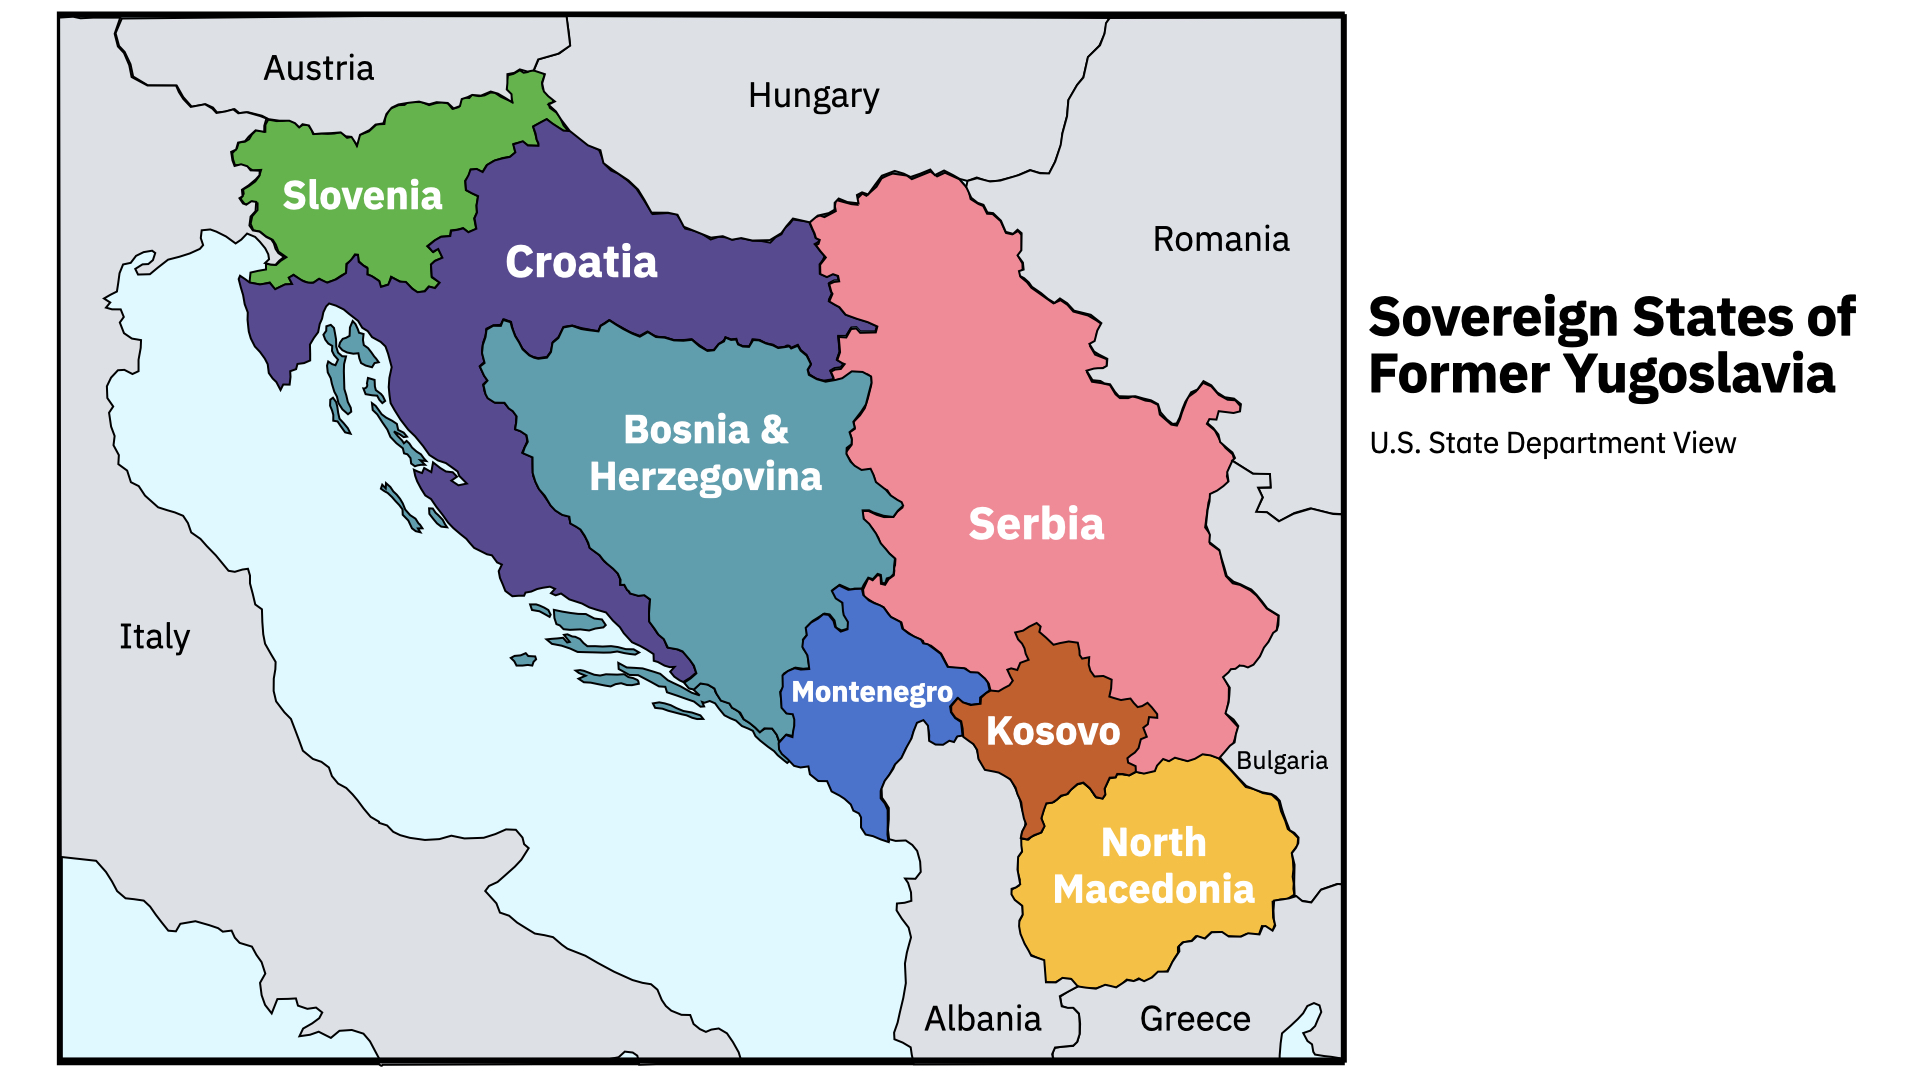 Austria
Hungary
Slovenia
Croatia
Romania
Sovereign States of
Former Yugoslavia
U.S. State Department View
Bosnia &
Herzegovina
Serbia
Italy
Montenegro
Kosovo
Bulgaria
North
Macedonia
Albania
Greece